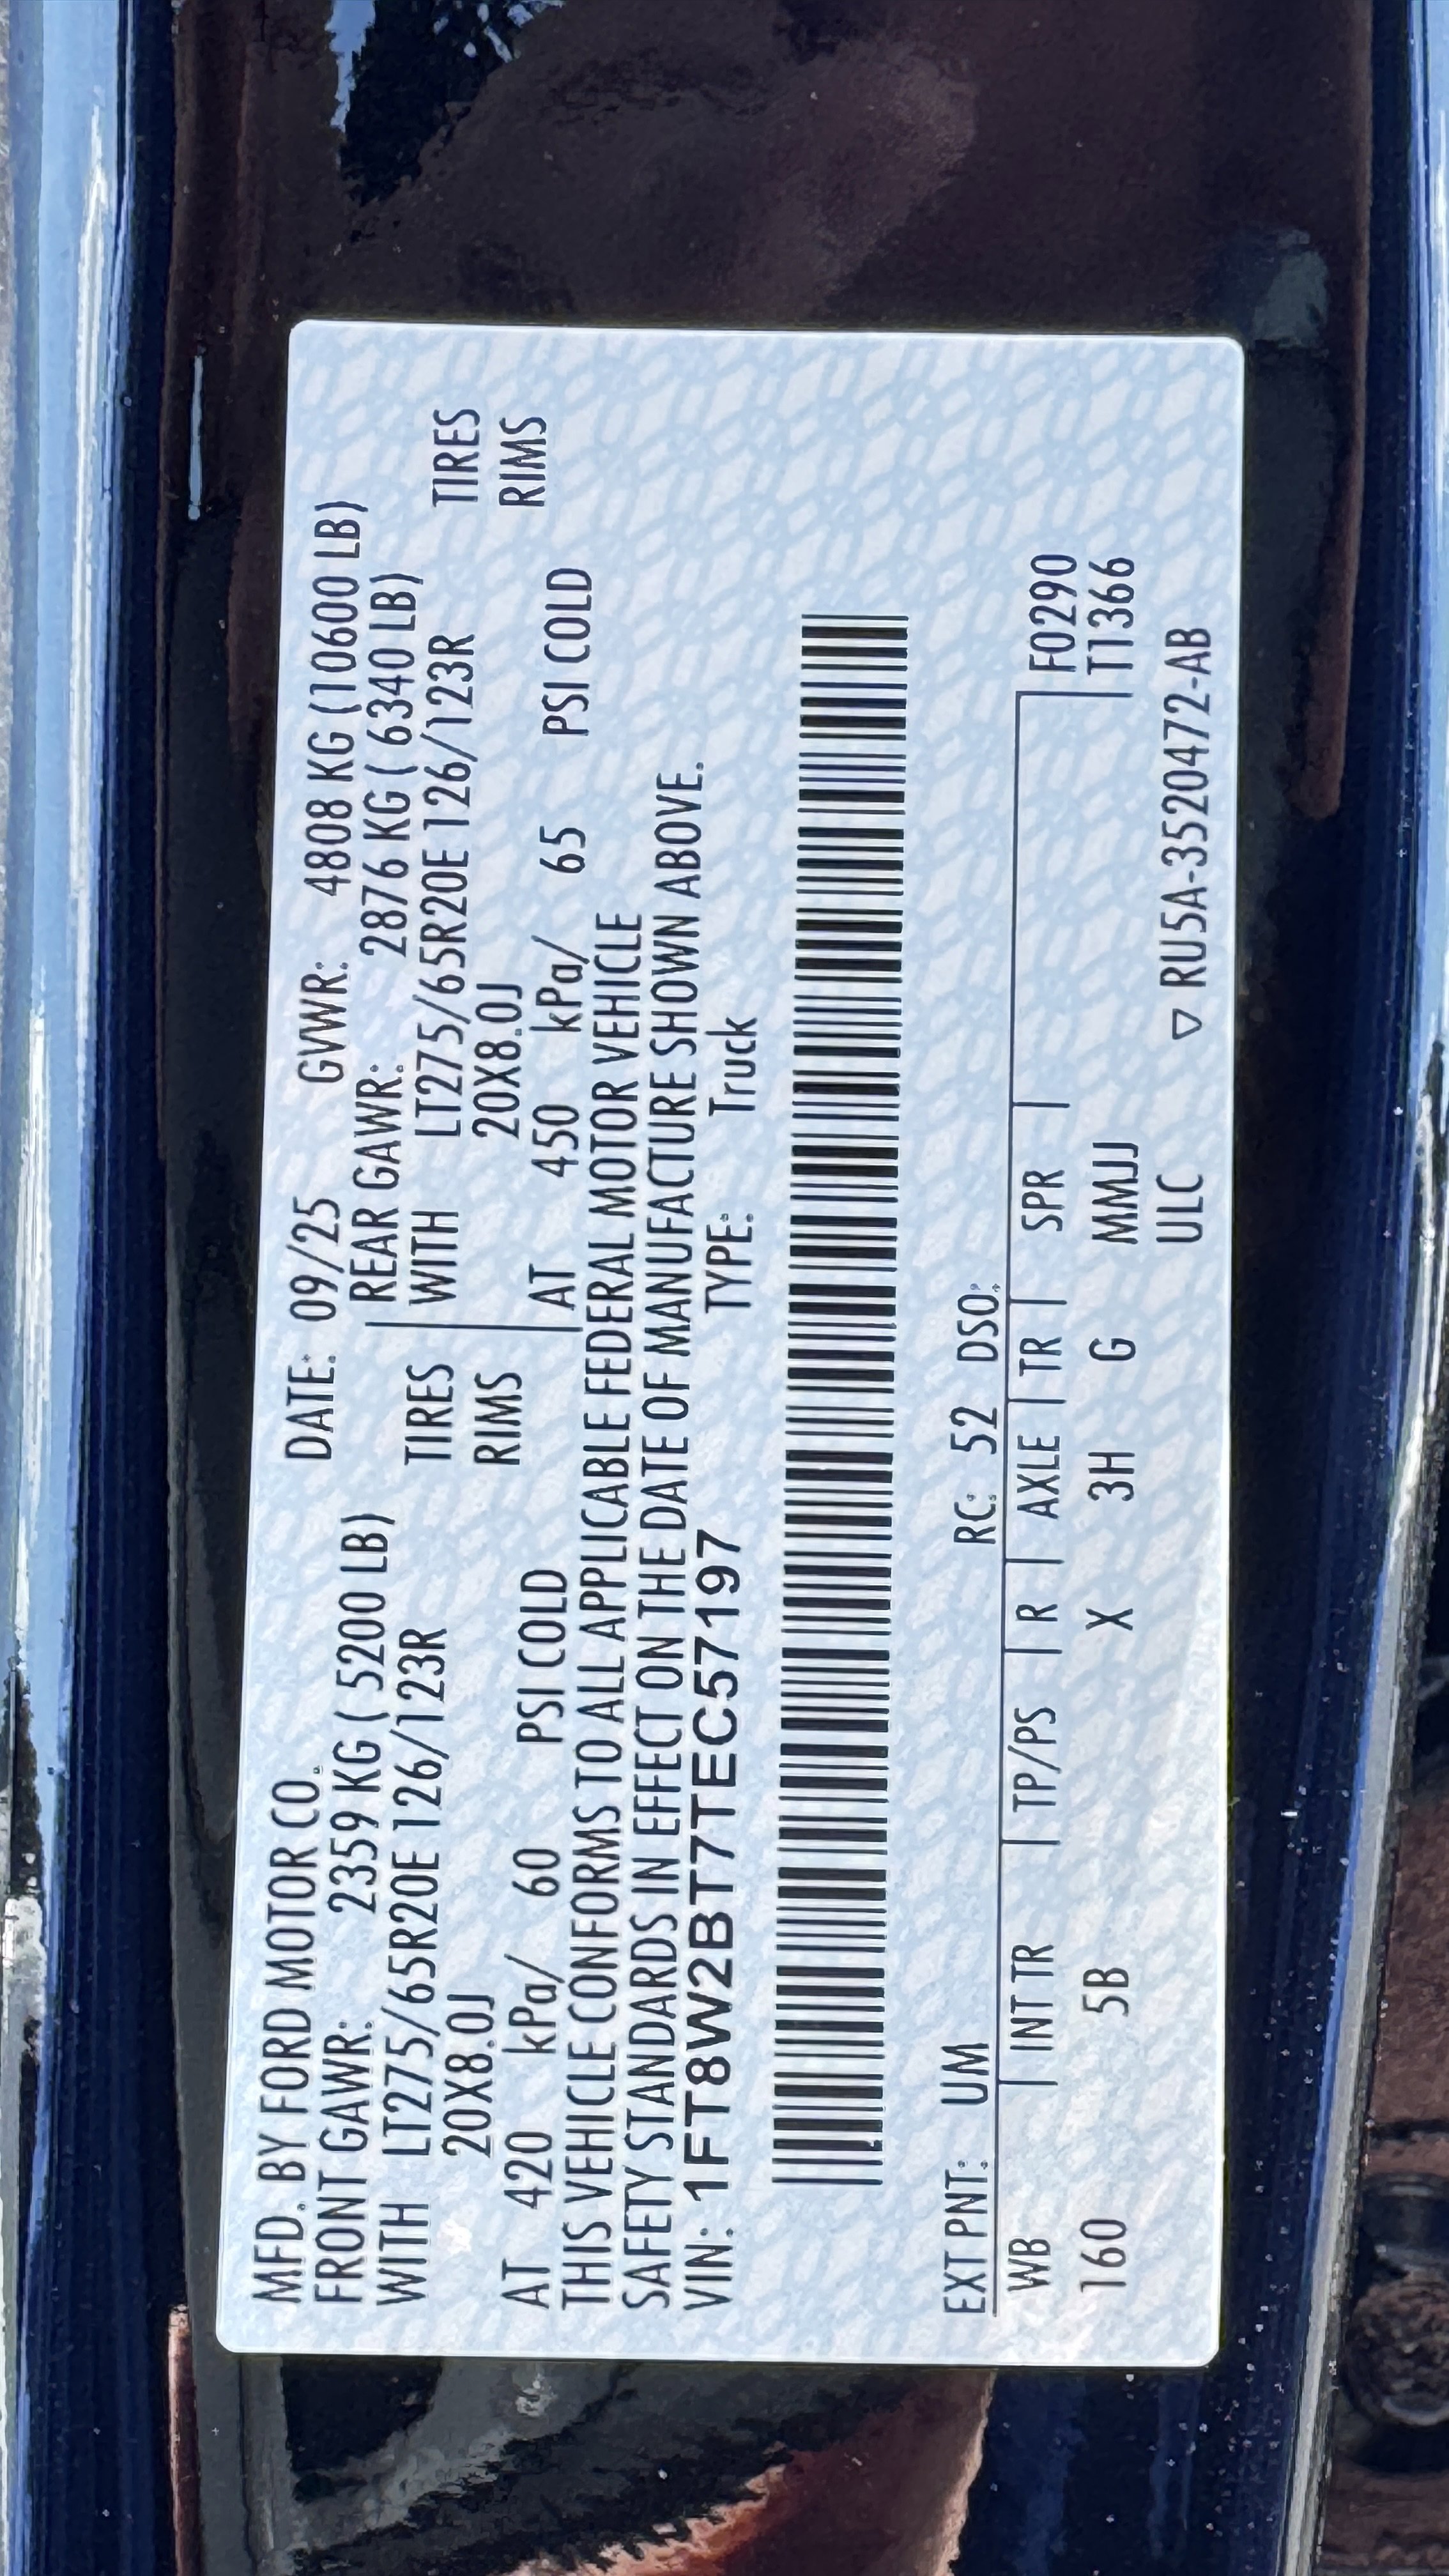 MFD. BY FORD MOTOR CO. DATE: 09/25 GVWR: 4808 KG (10600 LB)
FRONT GAWR: 2359 KG ( 5200 LB) REAR GAWR: 2876 KG ( 6340 LB)
WITH LT275/65R20E 126/123R TIRES WITH LT275/65R20E 126/123R TIRES
20X8.0J RIMS 20X8.0J RIMS
AT 420 kPa/ 60 PSI COLD AT 450 kPa/ 65 PSI COLD
THIS VEHICLE CONFORMS TO ALL APPLICABLE FEDERAL MOTOR VEHICLE
SAFETY STANDARDS IN EFFECT ON THE DATE OF MANUFACTURE SHOWN ABOVE.
VIN: 1FT8W2BT7TEC57197 TYPE: Truck
EXT PNT: UM RC: 52 DSO:
WB INT TR TP/PS R AXLE TR SPR F0290
160 5B X 3H G MMJJ T1366
ULC ▽ RU5A-3520472-AB